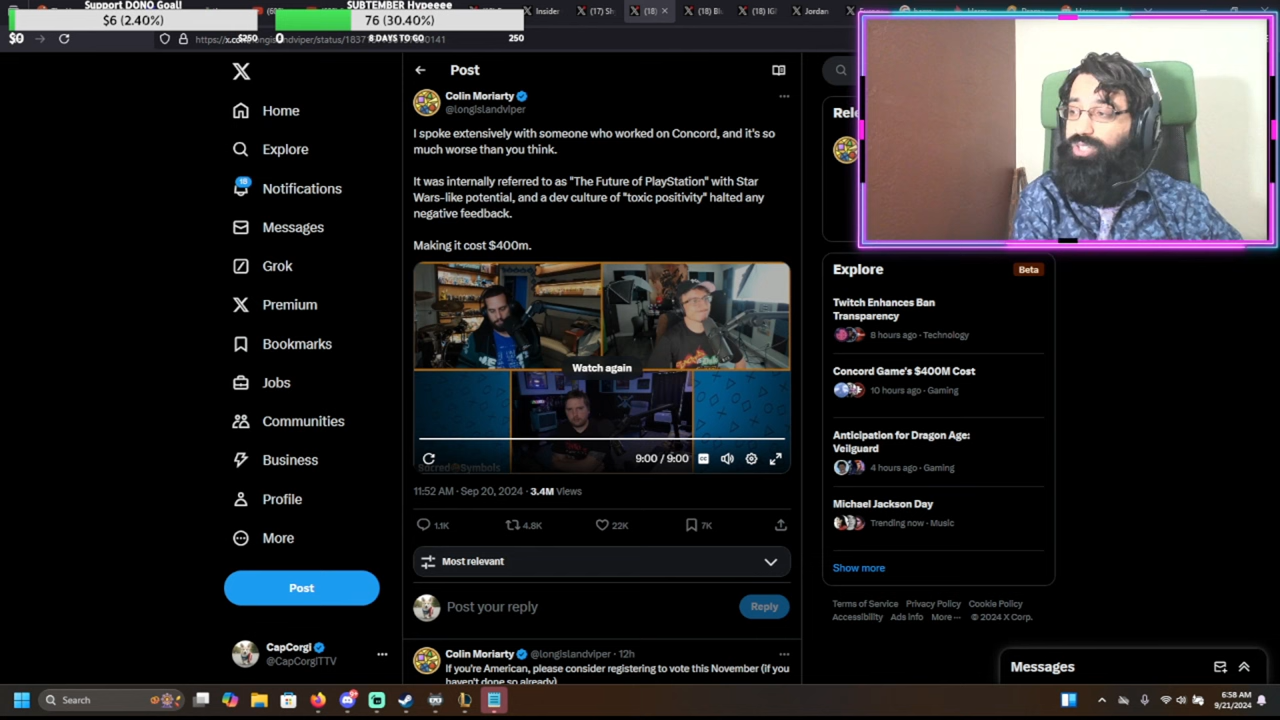 Support DONO Goal!
$6 (2.40%)
$0
$250
SUBTEMBER Hypeeee
76 (30.40%)
0
8 DAYS TO GO
250
Insider
(17)
(18)
(18)
(18)
Jordan
Post
Colin Moriarty
@longislandviper
I spoke extensively with someone who worked on Concord, and it's so
much worse than you think.
It was internally referred to as "The Future of PlayStation" with Star
Wars-like potential, and a dev culture of "toxic positivity" halted any
negative feedback.
Making it cost $400m.
Watch again
Sacred Symbols
9:00 / 9:00
11:52 AM · Sep 20, 2024 · 3.4M Views
1.1K
4.8K
22K
7K
Most relevant
Post your reply
Reply
Colin Moriarty @longislandviper · 12h
If you're American, please consider registering to vote this November (if you
haven't done so already)
Home
Explore
18
Notifications
Messages
Grok
Premium
Bookmarks
Jobs
Communities
Business
Profile
More
Post
CapCorgi
@CapCorgiTTV
Explore
Beta
Twitch Enhances Ban
Transparency
8 hours ago · Technology
Concord Game's $400M Cost
10 hours ago · Gaming
Anticipation for Dragon Age:
Veilguard
4 hours ago · Gaming
Michael Jackson Day
Trending now · Music
Show more
Terms of Service Privacy Policy Cookie Policy
Accessibility Ads info More ··· © 2024 X Corp.
Messages
Search
6:58 AM
9/21/2024